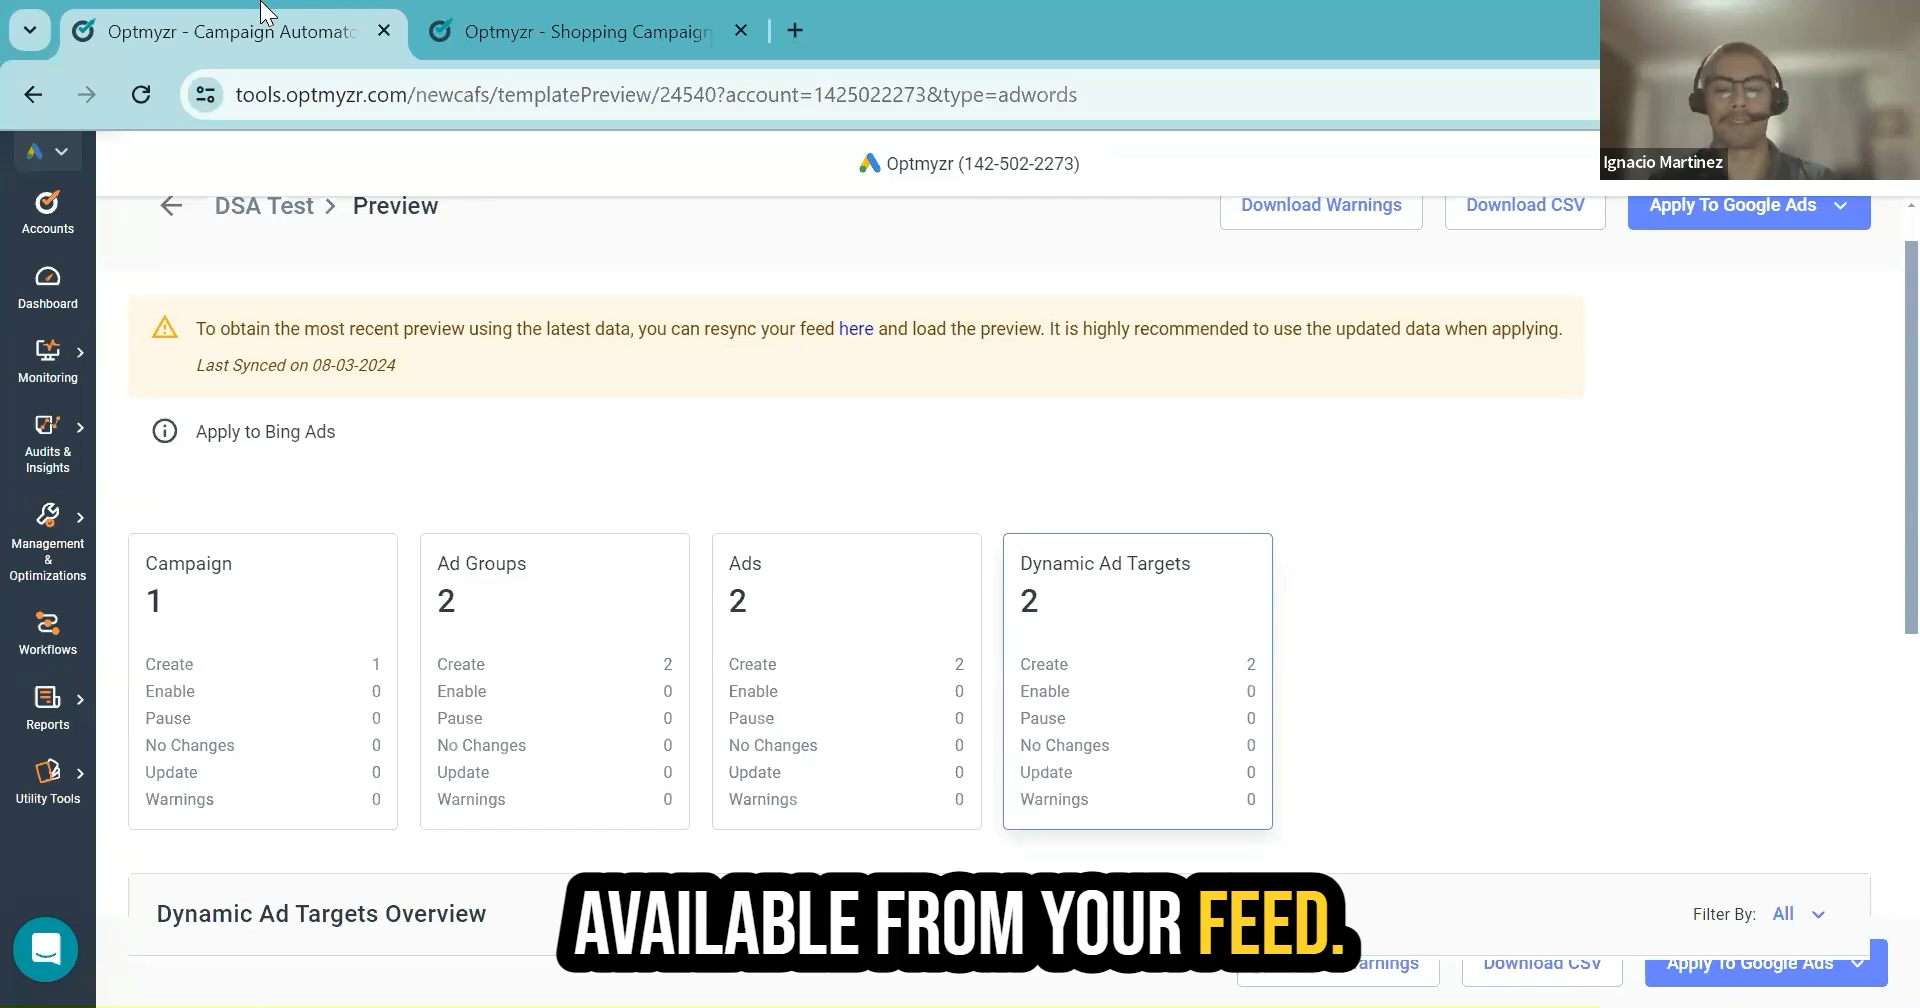 Optmyzr - Campaign Automato
Optmyzr - Shopping Campaign
tools.optmyzr.com/newcafs/templatePreview/24540?account=1425022273&type=adwords
Ignacio Martinez
Optmyzr (142-502-2273)
Accounts
Dashboard
Monitoring
Audits &
Insights
Management
&
Optimizations
Workflows
Reports
Utility Tools
DSA Test > Preview
Download Warnings
Download CSV
Apply To Google Ads
To obtain the most recent preview using the latest data, you can resync your feed here and load the preview. It is highly recommended to use the updated data when applying.
Last Synced on 08-03-2024
Apply to Bing Ads
Campaign
1
Create 1
Enable 0
Pause 0
No Changes 0
Update 0
Warnings 0
Ad Groups
2
Create 2
Enable 0
Pause 0
No Changes 0
Update 0
Warnings 0
Ads
2
Create 2
Enable 0
Pause 0
No Changes 0
Update 0
Warnings 0
Dynamic Ad Targets
2
Create 2
Enable 0
Pause 0
No Changes 0
Update 0
Warnings 0
Dynamic Ad Targets Overview
Filter By: All
AVAILABLE FROM YOUR FEED.
arnings
Download CSV
Apply To Google Ads